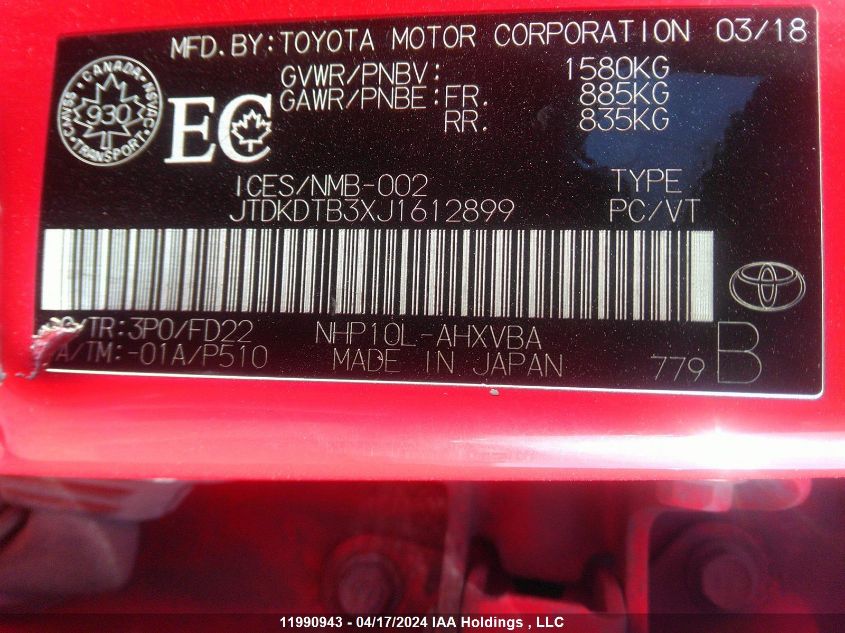 MFD.BY:TOYOTA MOTOR CORPORATION 03/18
GVWR/PNBV: 1580KG
GAWR/PNBE:FR. 885KG
RR. 835KG
CANADA
930
TRANSPORT
EC
ICES/NMB-002 TYPE
JTDKDTB3XJ1612899 PC/VT
/TR:3P0/FD22 NHP10L-AHXVBA
A/TM:-01A/P510 MADE IN JAPAN 779 B
11990943 - 04/17/2024 IAA Holdings , LLC